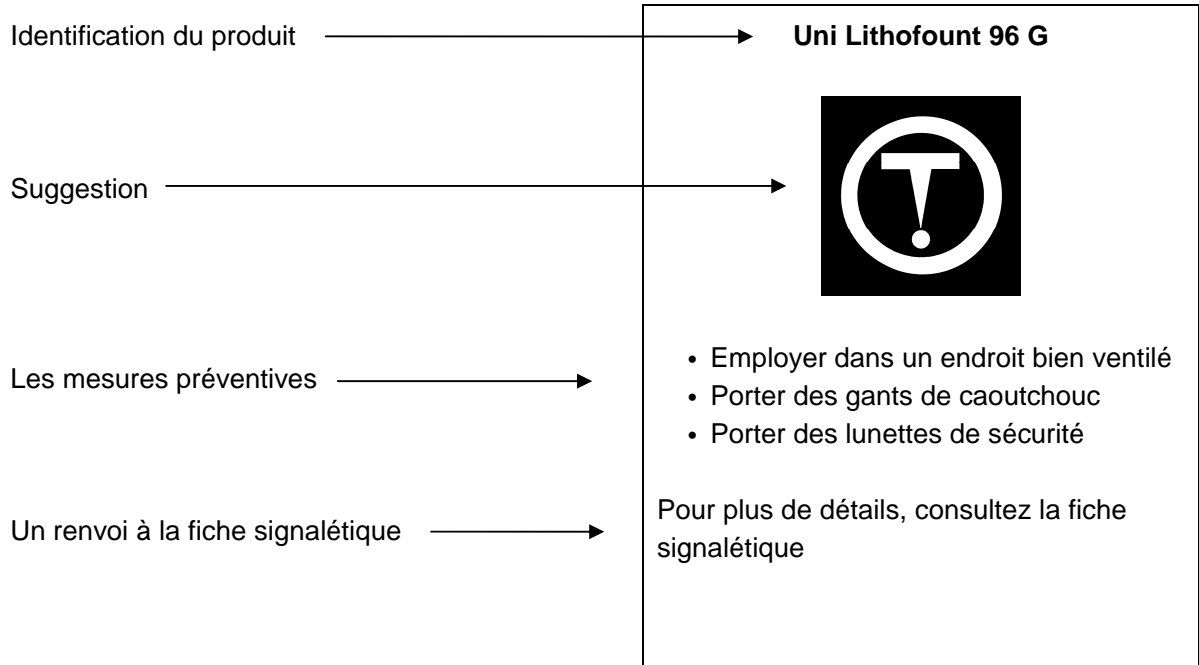 Identification du produit
Uni Lithofount 96 G
Suggestion
Les mesures préventives
• Employer dans un endroit bien ventilé
• Porter des gants de caoutchouc
• Porter des lunettes de sécurité
Un renvoi à la fiche signalétique
Pour plus de détails, consultez la fiche
signalétique